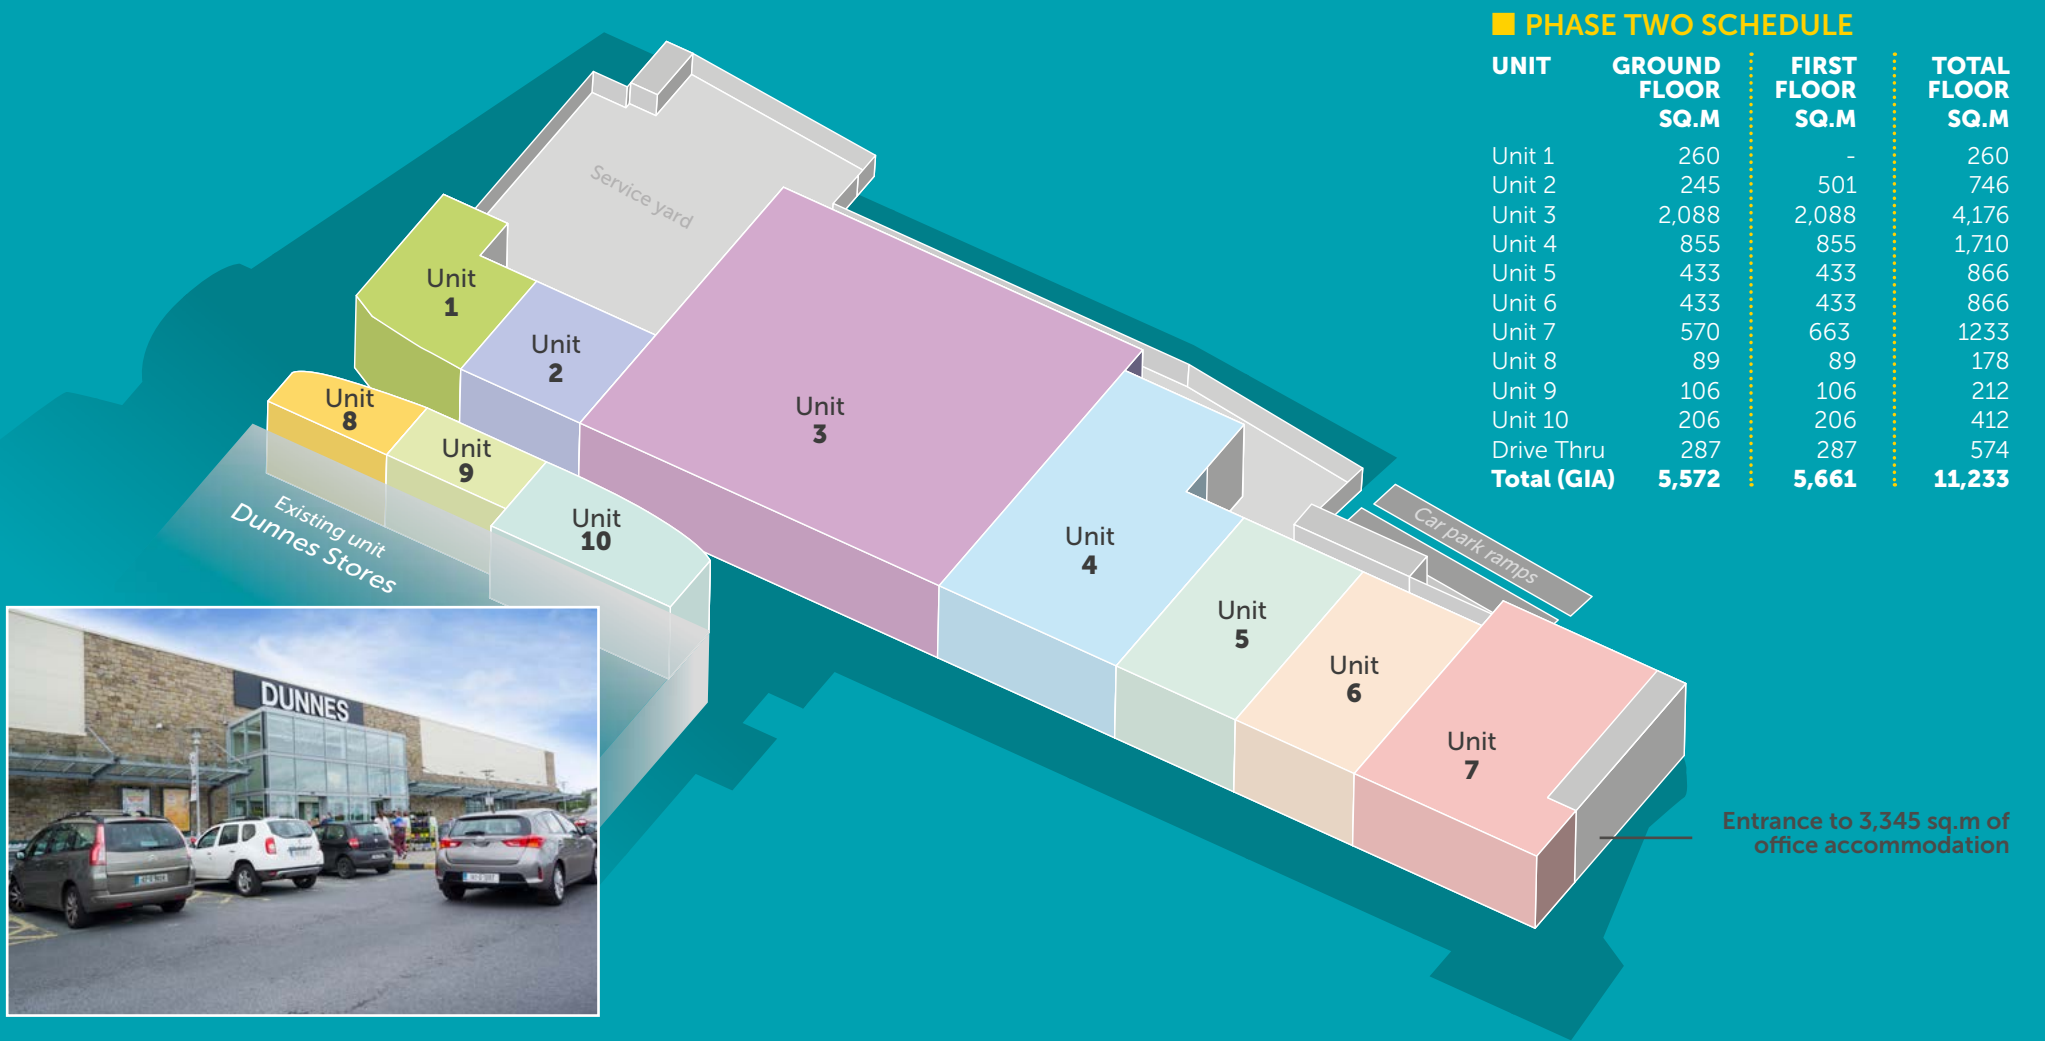 PHASE TWO SCHEDULE
UNIT GROUND FLOOR SQ.M FIRST FLOOR SQ.M TOTAL FLOOR SQ.M
Unit 1 260 - 260
Unit 2 245 501 746
Unit 3 2,088 2,088 4,176
Unit 4 855 855 1,710
Unit 5 433 433 866
Unit 6 433 433 866
Unit 7 570 663 1233
Unit 8 89 89 178
Unit 9 106 106 212
Unit 10 206 206 412
Drive Thru 287 287 574
Total (GIA) 5,572 5,661 11,233
Service yard
Unit
1
Unit
2
Unit
3
Unit
4
Unit
5
Unit
6
Unit
7
Unit
8
Unit
9
Unit
10
Existing unit
Dunnes Stores
Car park ramps
Entrance to 3,345 sq.m of
office accommodation
DUNNES